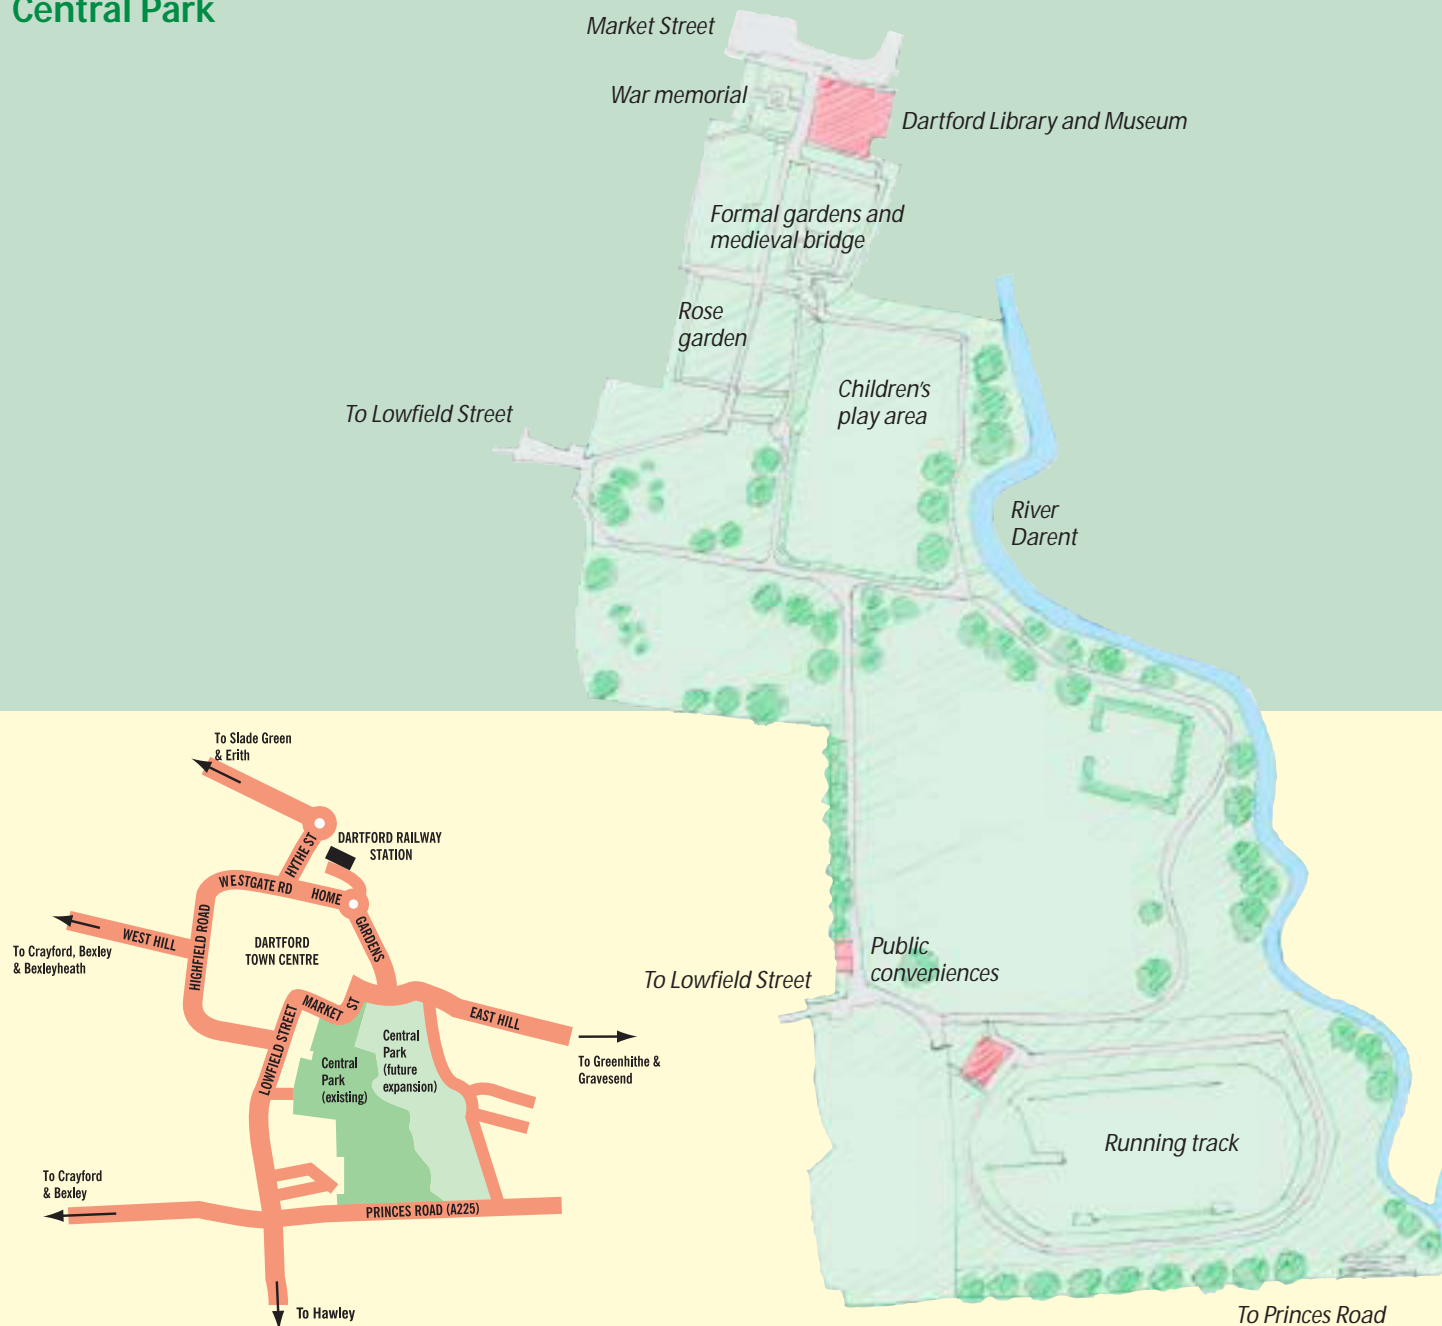 Central Park
Market Street
War memorial
Dartford Library and Museum
Formal gardens and
medieval bridge
Rose
garden
Children's
play area
To Lowfield Street
River
Darent
Public
conveniences
To Lowfield Street
Running track
To Princes Road
To Slade Green
& Erith
HYTHE ST
DARTFORD RAILWAY
STATION
WESTGATE RD
HOME
GARDENS
WEST HILL
HIGHFIELD ROAD
To Crayford, Bexley
& Bexleyheath
DARTFORD
TOWN CENTRE
MARKET
ST
LOWFIELD STREET
EAST HILL
To Greenhithe &
Gravesend
Central
Park
(future
expansion)
Central
Park
(existing)
To Crayford
& Bexley
PRINCES ROAD (A225)
To Hawley